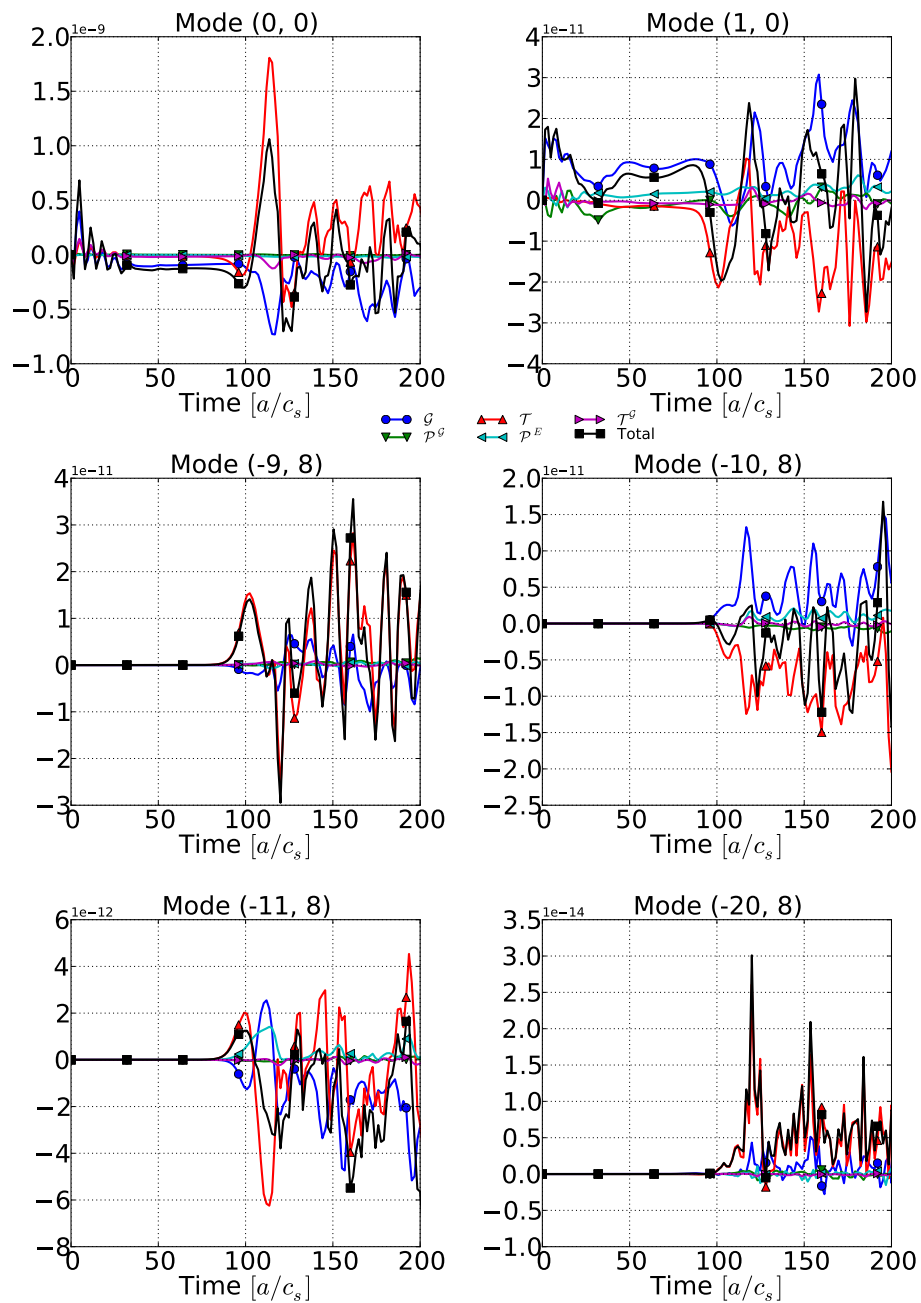 Mode (0, 0)
1e−9
2.0
1.5
1.0
0.5
0.0
−0.5
−1.0
0 50 100 150 200
Time [a/c_s]
Mode (1, 0)
1e−11
4
3
2
1
0
−1
−2
−3
−4
0 50 100 150 200
Time [a/c_s]
𝒢 𝒯 𝒯^𝒢
𝒫^𝒢 𝒫^E Total
Mode (-9, 8)
1e−11
4
3
2
1
0
−1
−2
−3
0 50 100 150 200
Time [a/c_s]
Mode (-10, 8)
1e−11
2.0
1.5
1.0
0.5
0.0
−0.5
−1.0
−1.5
−2.0
−2.5
0 50 100 150 200
Time [a/c_s]
Mode (-11, 8)
1e−12
6
4
2
0
−2
−4
−6
−8
0 50 100 150 200
Time [a/c_s]
Mode (-20, 8)
1e−14
3.5
3.0
2.5
2.0
1.5
1.0
0.5
0.0
−0.5
−1.0
0 50 100 150 200
Time [a/c_s]